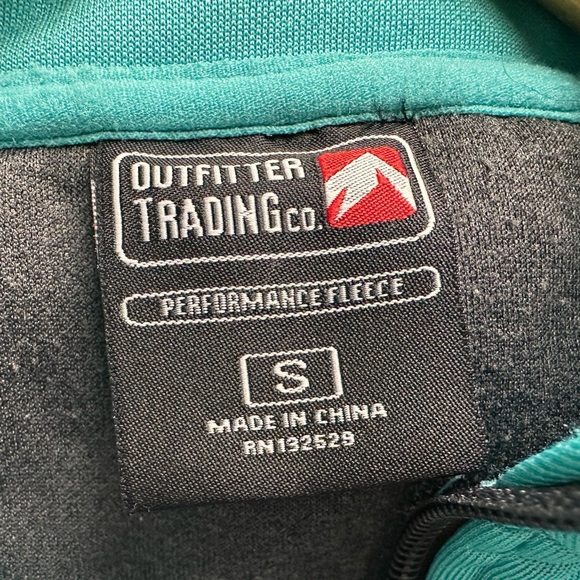 OUTFITTER
TRADING CO.
PERFORMANCE FLEECE
S
MADE IN CHINA
RN132529